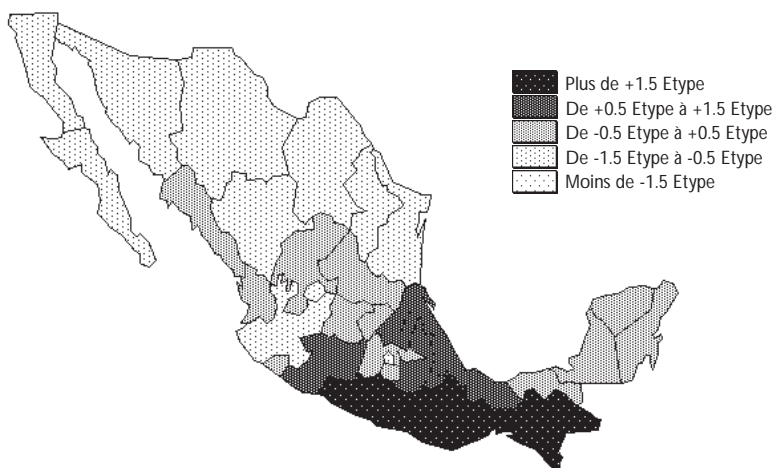 Plus de +1.5 Etype
De +0.5 Etype à +1.5 Etype
De -0.5 Etype à +0.5 Etype
De -1.5 Etype à -0.5 Etype
Moins de -1.5 Etype